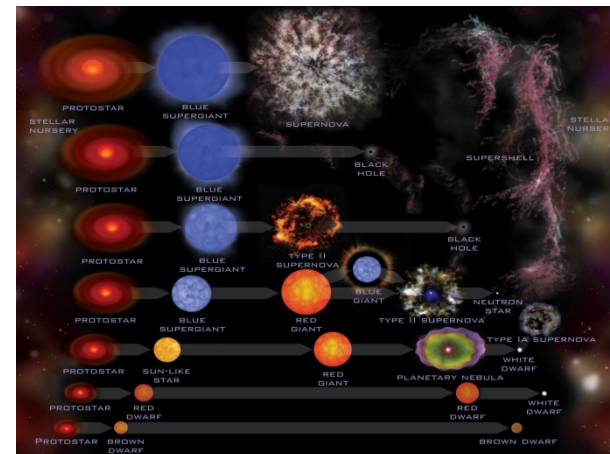 PROTOSTAR
BLUE
SUPERGIANT
SUPERNOVA
STELLAR
NURSERY
STELLAR
NURSERY
SUPERSHELL
PROTOSTAR
BLUE
SUPERGIANT
BLACK
HOLE
PROTOSTAR
BLUE
SUPERGIANT
TYPE II
SUPERNOVA
BLACK
HOLE
PROTOSTAR
BLUE
SUPERGIANT
RED
GIANT
BLUE
GIANT
TYPE II SUPERNOVA
NEUTRON
STAR
TYPE IA SUPERNOVA
PROTOSTAR
SUN-LIKE
STAR
RED
GIANT
PLANETARY NEBULA
WHITE
DWARF
PROTOSTAR
RED
DWARF
RED
DWARF
WHITE
DWARF
PROTOSTAR
BROWN
DWARF
BROWN DWARF